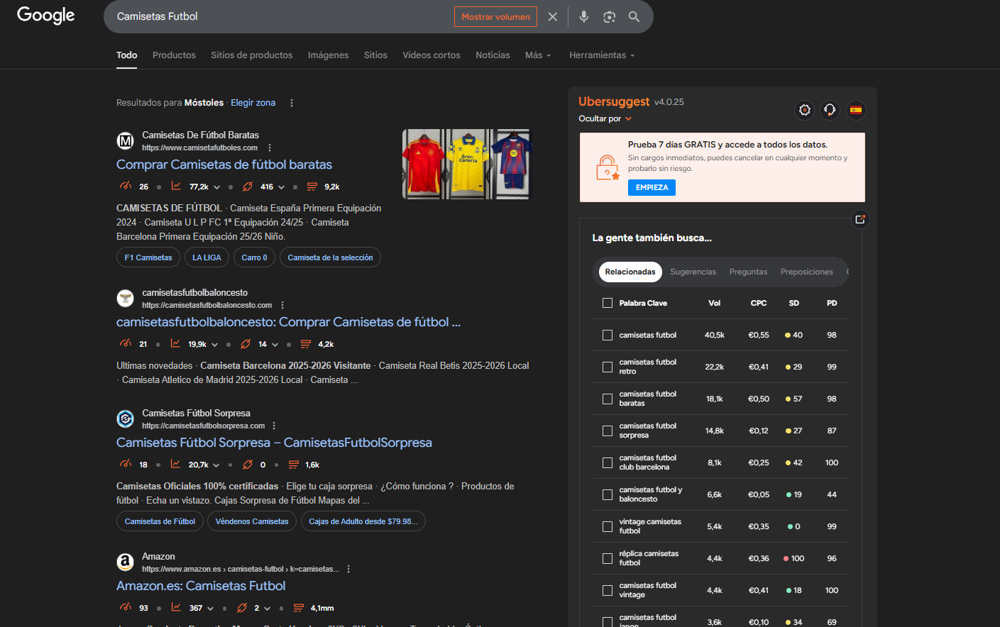 Google
Camisetas Futbol
Mostrar volumen
Todo
Productos
Sitios de productos
Imágenes
Sitios
Vídeos cortos
Noticias
Más
Herramientas
Resultados para Móstoles · Elegir zona
Camisetas De Fútbol Baratas
https://www.camisetafutboles.com
Comprar Camisetas de fútbol baratas
26 77,2k 416 9,2k
CAMISETAS DE FÚTBOL · Camiseta España Primera Equipación
2024 · Camiseta U L P FC 1ª Equipación 24/25 · Camiseta
Barcelona Primera Equipación 25/26 Niño.
F1 Camisetas
LA LIGA
Carro 0
Camiseta de la selección
Gran
Canaria
camisetasfutbolbaloncesto
https://camisetasfutbolbaloncesto.com
camisetasfutbolbaloncesto: Comprar Camisetas de fútbol ...
21 19,9k 14 4,2k
Ultimas novedades · Camiseta Barcelona 2025-2026 Visitante · Camiseta Real Betis 2025-2026 Local
· Camiseta Atletico de Madrid 2025-2026 Local · Camiseta ...
Camisetas Fútbol Sorpresa
https://camisetasfutbolsorpresa.com
Camisetas Fútbol Sorpresa – CamisetasFutbolSorpresa
18 20,7k 0 1,6k
Camisetas Oficiales 100% certificadas · Elige tu caja sorpresa · ¿Cómo funciona ? · Productos de
fútbol · Echa un vistazo. Cajas Sorpresa de Fútbol Mapas del ...
Camisetas de Fútbol
Véndenos Camisetas
Cajas de Adulto desde $79.98...
Amazon
https://www.amazon.es › camisetas-futbol › k=camisetas...
Amazon.es: Camisetas Futbol
93 367 2 4,1mm
Ubersuggest v4.0.25
Ocultar por
Prueba 7 días GRATIS y accede a todos los datos.
Sin cargos inmediatos, puedes cancelar en cualquier momento y
probarlo sin riesgo.
EMPIEZA
La gente también busca...
Relacionadas
Sugerencias
Preguntas
Preposiciones
Palabra Clave Vol CPC SD PD
camisetas futbol 40,5k €0,55 40 98
camisetas futbol
retro 22,2k €0,41 29 99
camisetas futbol
baratas 18,1k €0,50 57 98
camisetas futbol
sorpresa 14,8k €0,12 27 87
camisetas futbol
club barcelona 8,1k €0,25 42 100
camisetas futbol y
baloncesto 6,6k €0,05 19 44
vintage camisetas
futbol 5,4k €0,35 0 99
réplica camisetas
futbol 4,4k €0,36 100 96
camisetas futbol
vintage 4,4k €0,41 18 100
camisetas futbol
japon 3,6k €0,10 34 69